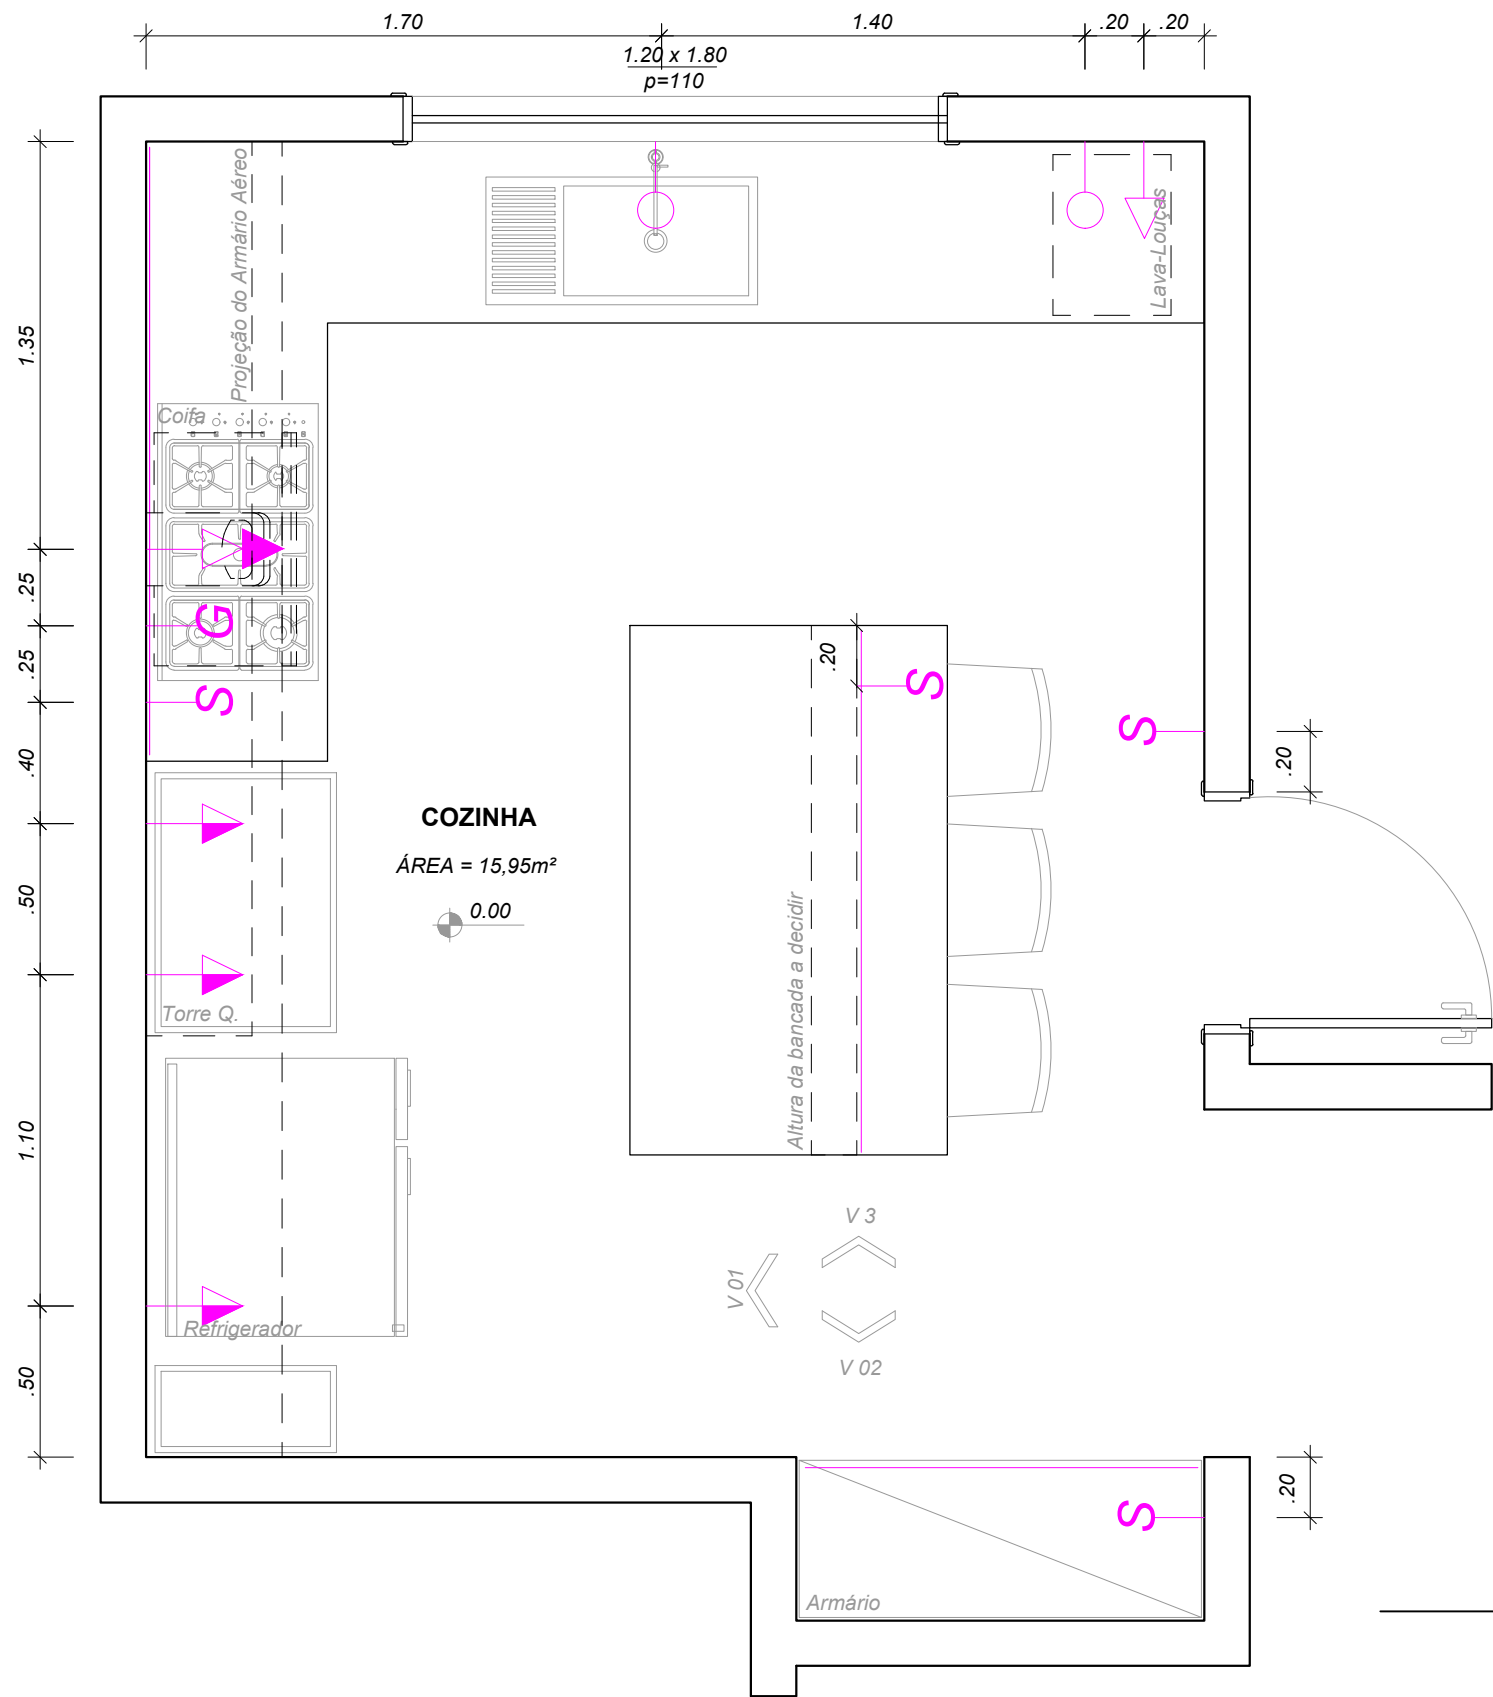 1.70
1.40
.20
.20
1.20 x 1.80
p=110
Projeção do Armário Aéreo
Lava-Louças
1.35
Coifa
.25
G
.25
S
.20
S
S
.20
.40
COZINHA
ÁREA = 15,95m²
0.00
.50
Altura da bancada a decidir
Torre Q.
1.10
V 3
V 01
Refrigerador
V 02
.50
.20
S
Armário